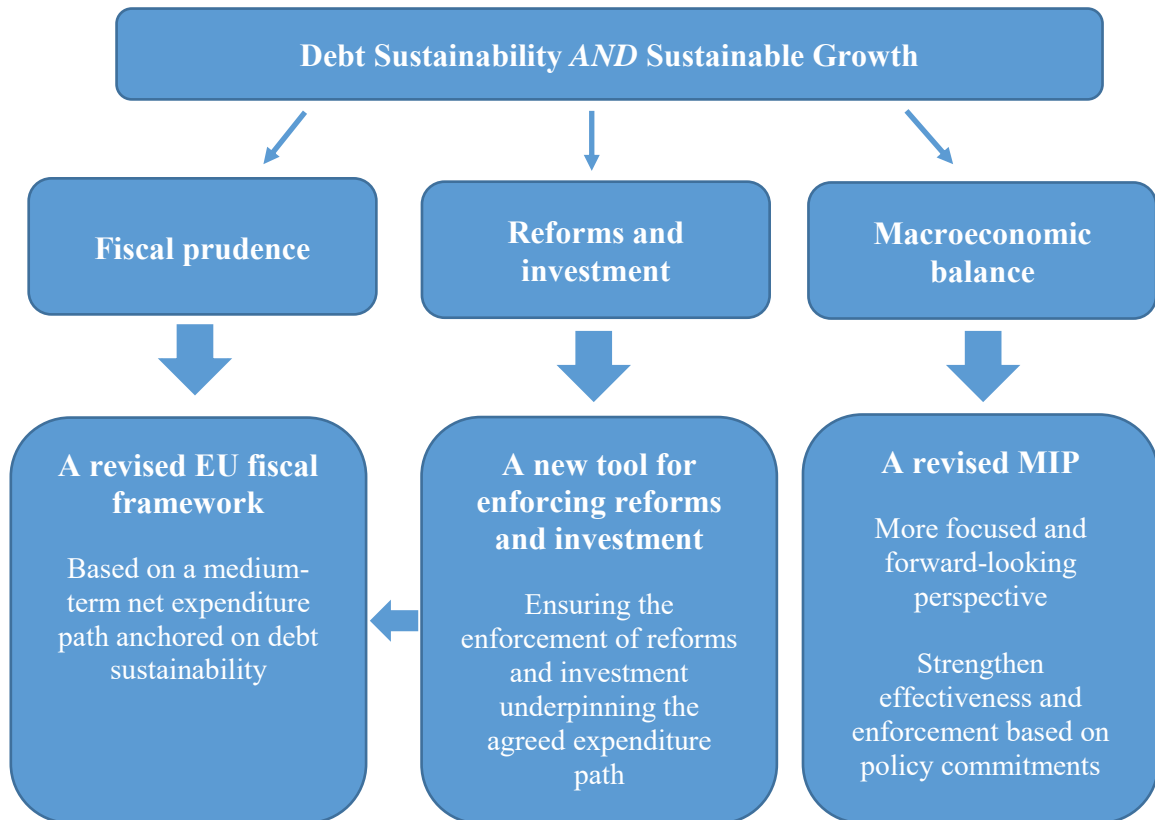 Debt Sustainability AND Sustainable Growth
Fiscal prudence
Reforms and
investment
Macroeconomic
balance
A revised EU fiscal
framework
Based on a medium-
term net expenditure
path anchored on debt
sustainability
A new tool for
enforcing reforms
and investment
Ensuring the
enforcement of reforms
and investment
underpinning the
agreed expenditure
path
A revised MIP
More focused and
forward-looking
perspective
Strengthen
effectiveness and
enforcement based on
policy commitments